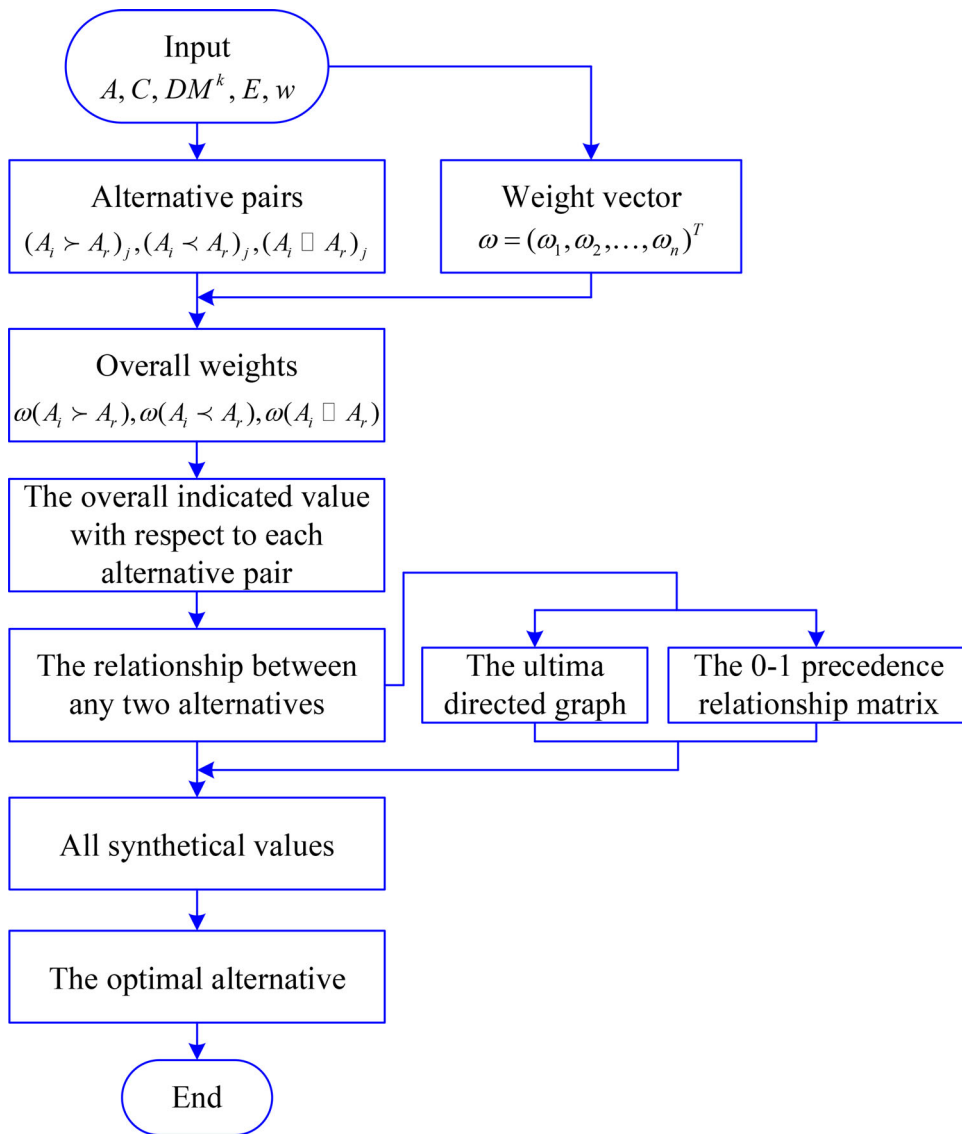 Input
A, C, DM^k, E, w
Alternative pairs
(A_i ≻ A_r)_j, (A_i ≺ A_r)_j, (A_i □ A_r)_j
Weight vector
ω = (ω_1, ω_2, …, ω_n)^T
Overall weights
ω(A_i ≻ A_r), ω(A_i ≺ A_r), ω(A_i □ A_r)
The overall indicated value
with respect to each
alternative pair
The relationship between
any two alternatives
The ultima
directed graph
The 0-1 precedence
relationship matrix
All synthetical values
The optimal alternative
End